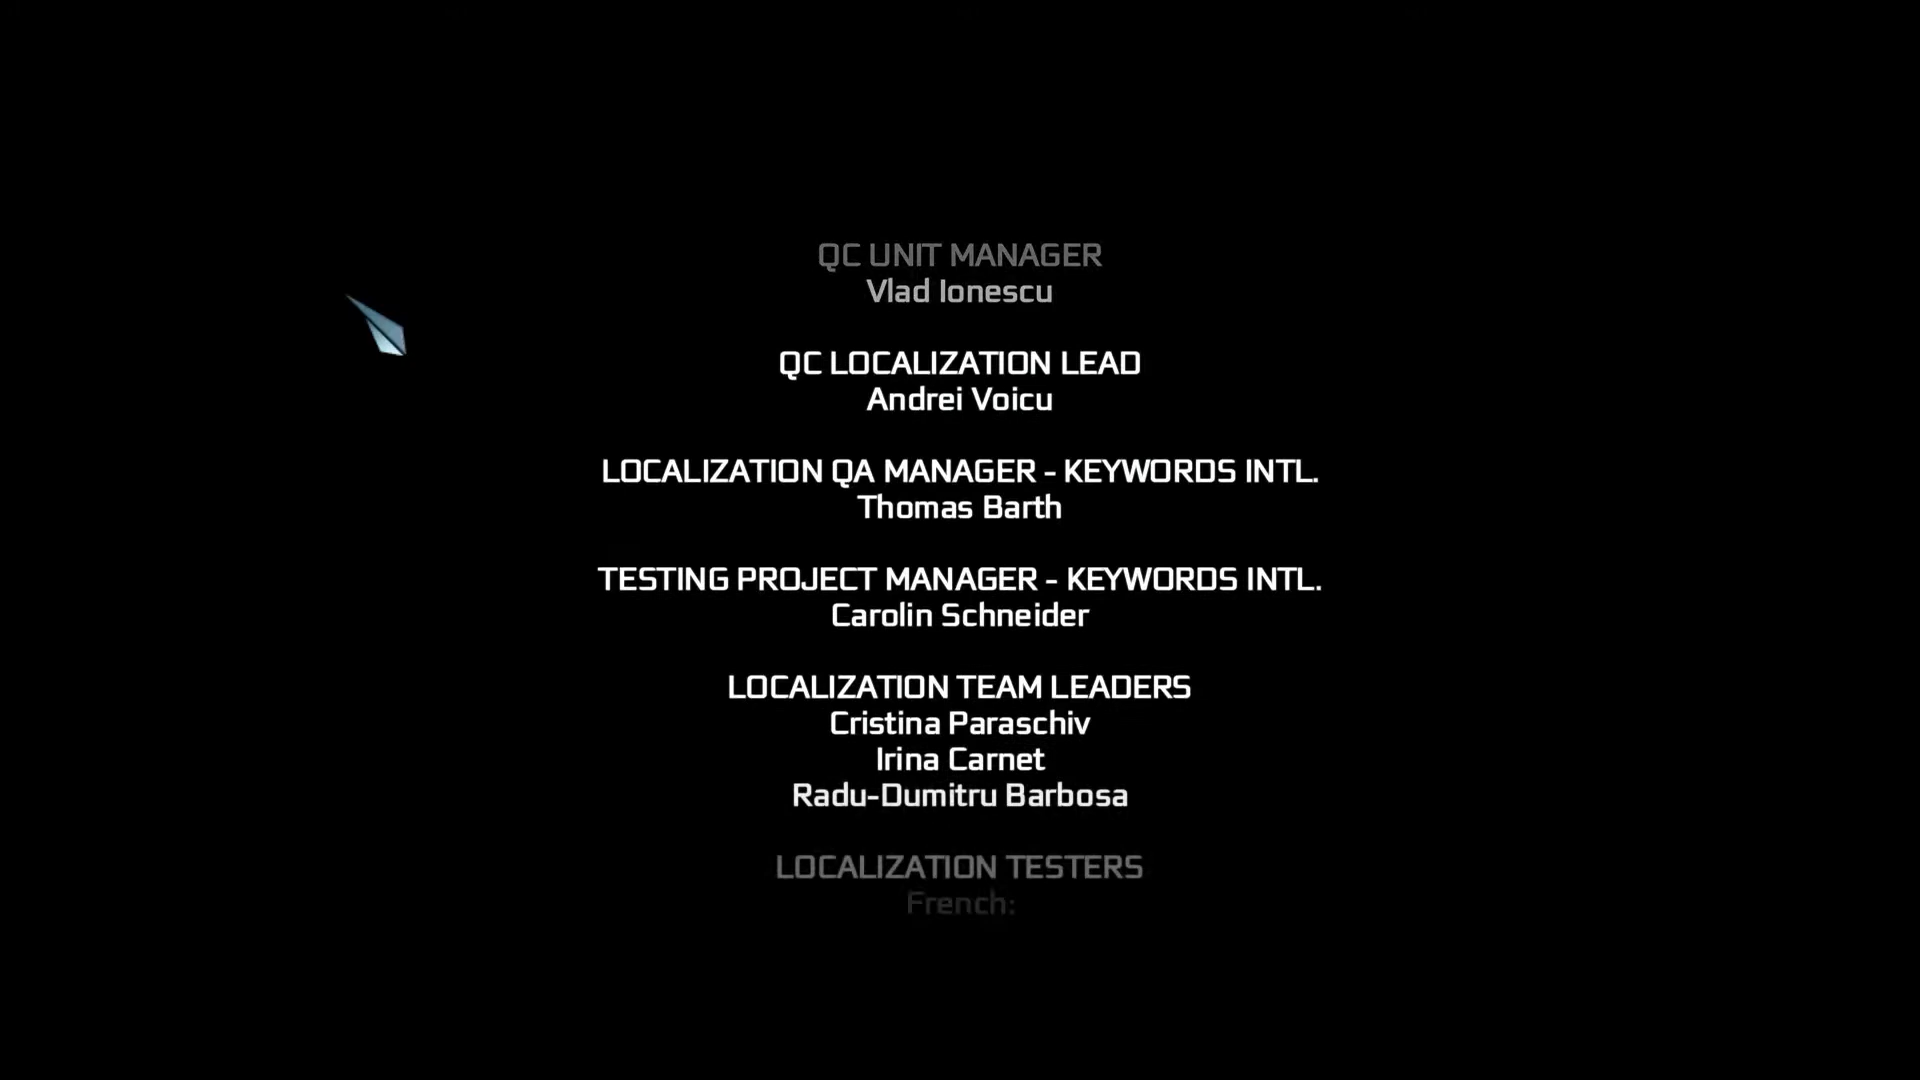 QC UNIT MANAGER
Vlad Ionescu
QC LOCALIZATION LEAD
Andrei Voicu
LOCALIZATION QA MANAGER - KEYWORDS INTL.
Thomas Barth
TESTING PROJECT MANAGER - KEYWORDS INTL.
Carolin Schneider
LOCALIZATION TEAM LEADERS
Cristina Paraschiv
Irina Carnet
Radu-Dumitru Barbosa
LOCALIZATION TESTERS
French: